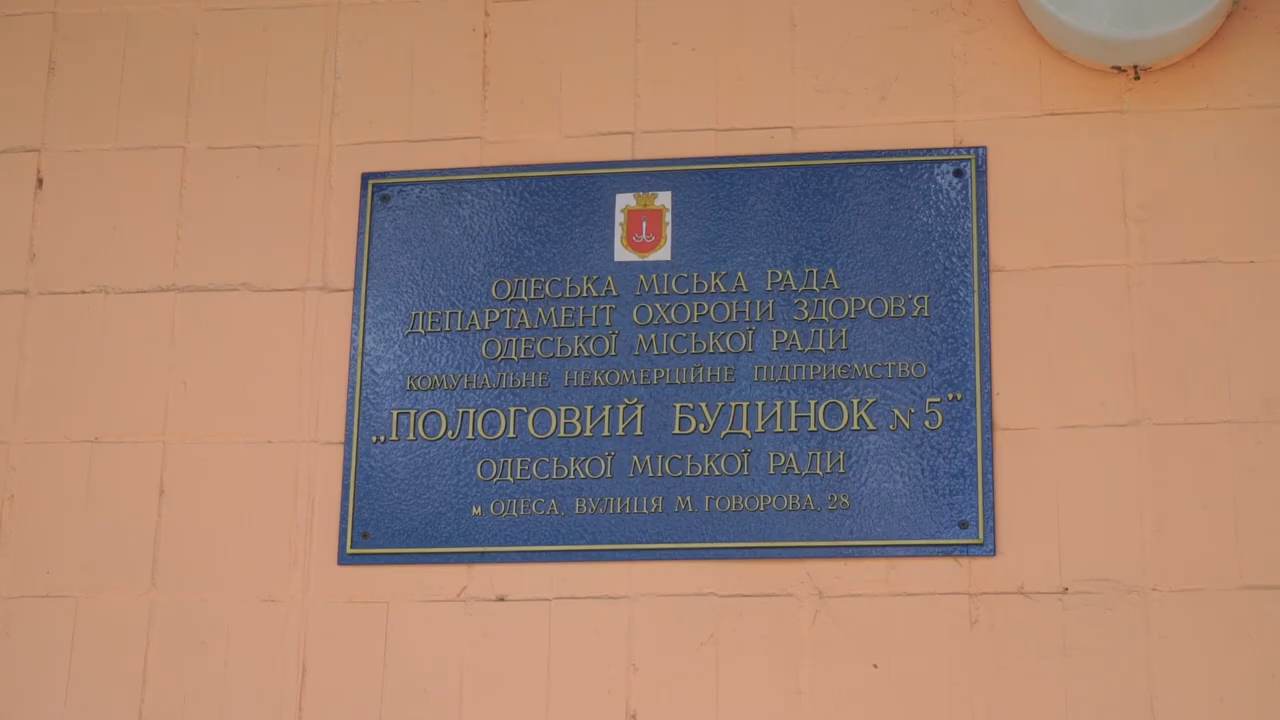 ОДЕСЬКА МІСЬКА РАДА
ДЕПАРТАМЕНТ ОХОРОНИ ЗДОРОВ'Я
ОДЕСЬКОЇ МІСЬКОЇ РАДИ
КОМУНАЛЬНЕ НЕКОМЕРЦІЙНЕ ПІДПРИЄМСТВО
„ПОЛОГОВИЙ БУДИНОК N 5"
ОДЕСЬКОЇ МІСЬКОЇ РАДИ
м. ОДЕСА, ВУЛИЦЯ М. ГОВОРОВА, 28